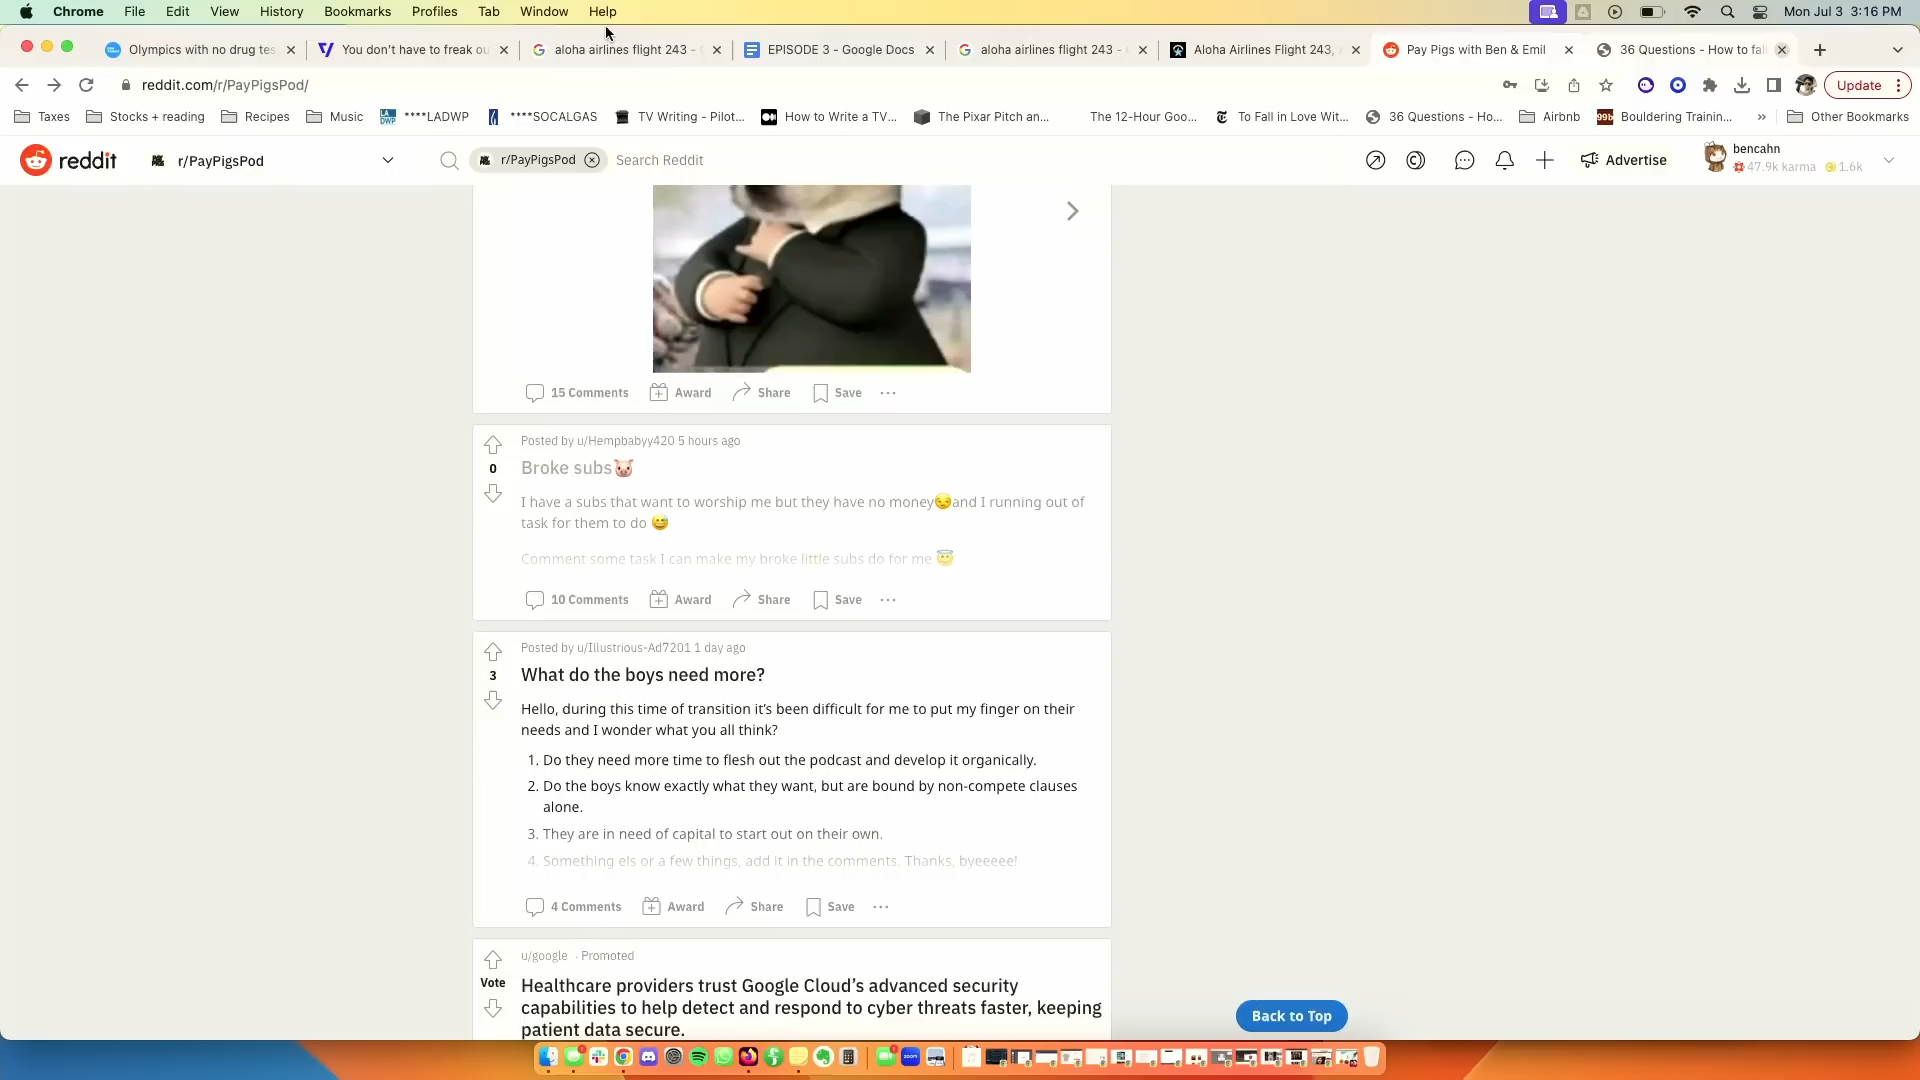 Chrome File Edit View History Bookmarks Profiles Tab Window Help Mon Jul 3 3:16 PM
Olympics with no drug tes
You don't have to freak ou
aloha airlines flight 243 -
EPISODE 3 - Google Docs
aloha airlines flight 243 -
Aloha Airlines Flight 243,
Pay Pigs with Ben & Emil
36 Questions - How to fal
reddit.com/r/PayPigsPod/
Update
Taxes Stocks + reading Recipes Music ****LADWP ****SOCALGAS TV Writing - Pilot... How to Write a TV... The Pixar Pitch an... The 12-Hour Goo... To Fall in Love Wit... 36 Questions - Ho... Airbnb 99b Bouldering Trainin... » Other Bookmarks
reddit r/PayPigsPod r/PayPigsPod Search Reddit Advertise bencahn
47.9k karma 1.6k
15 Comments Award Share Save ...
Posted by u/Hempbabyy420 5 hours ago
0
Broke subs🐷
I have a subs that want to worship me but they have no money😏and I running out of
task for them to do 😅
Comment some task I can make my broke little subs do for me 😇
10 Comments Award Share Save ...
Posted by u/Illustrious-Ad7201 1 day ago
3
What do the boys need more?
Hello, during this time of transition it's been difficult for me to put my finger on their
needs and I wonder what you all think?
1. Do they need more time to flesh out the podcast and develop it organically.
2. Do the boys know exactly what they want, but are bound by non-compete clauses
alone.
3. They are in need of capital to start out on their own.
4. Something els or a few things, add it in the comments. Thanks, byeeeee!
4 Comments Award Share Save ...
u/google · Promoted
Vote
Healthcare providers trust Google Cloud's advanced security
capabilities to help detect and respond to cyber threats faster, keeping
patient data secure.
Back to Top
zoom